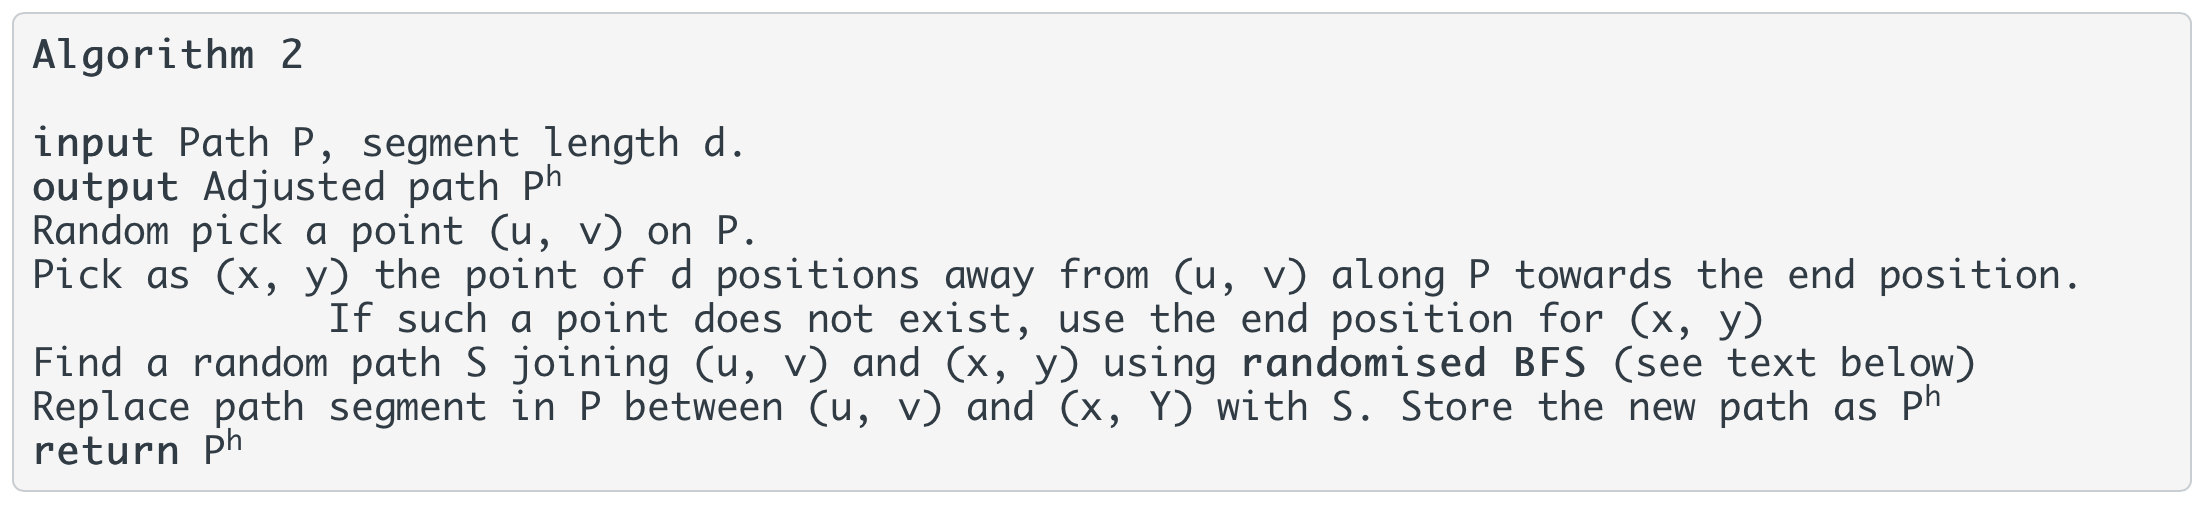 Algorithm 2
input Path P, segment length d.
output Adjusted path Pʰ
Random pick a point (u, v) on P.
Pick as (x, y) the point of d positions away from (u, v) along P towards the end position.
If such a point does not exist, use the end position for (x, y)
Find a random path S joining (u, v) and (x, y) using randomised BFS (see text below)
Replace path segment in P between (u, v) and (x, Y) with S. Store the new path as Pʰ
return Pʰ